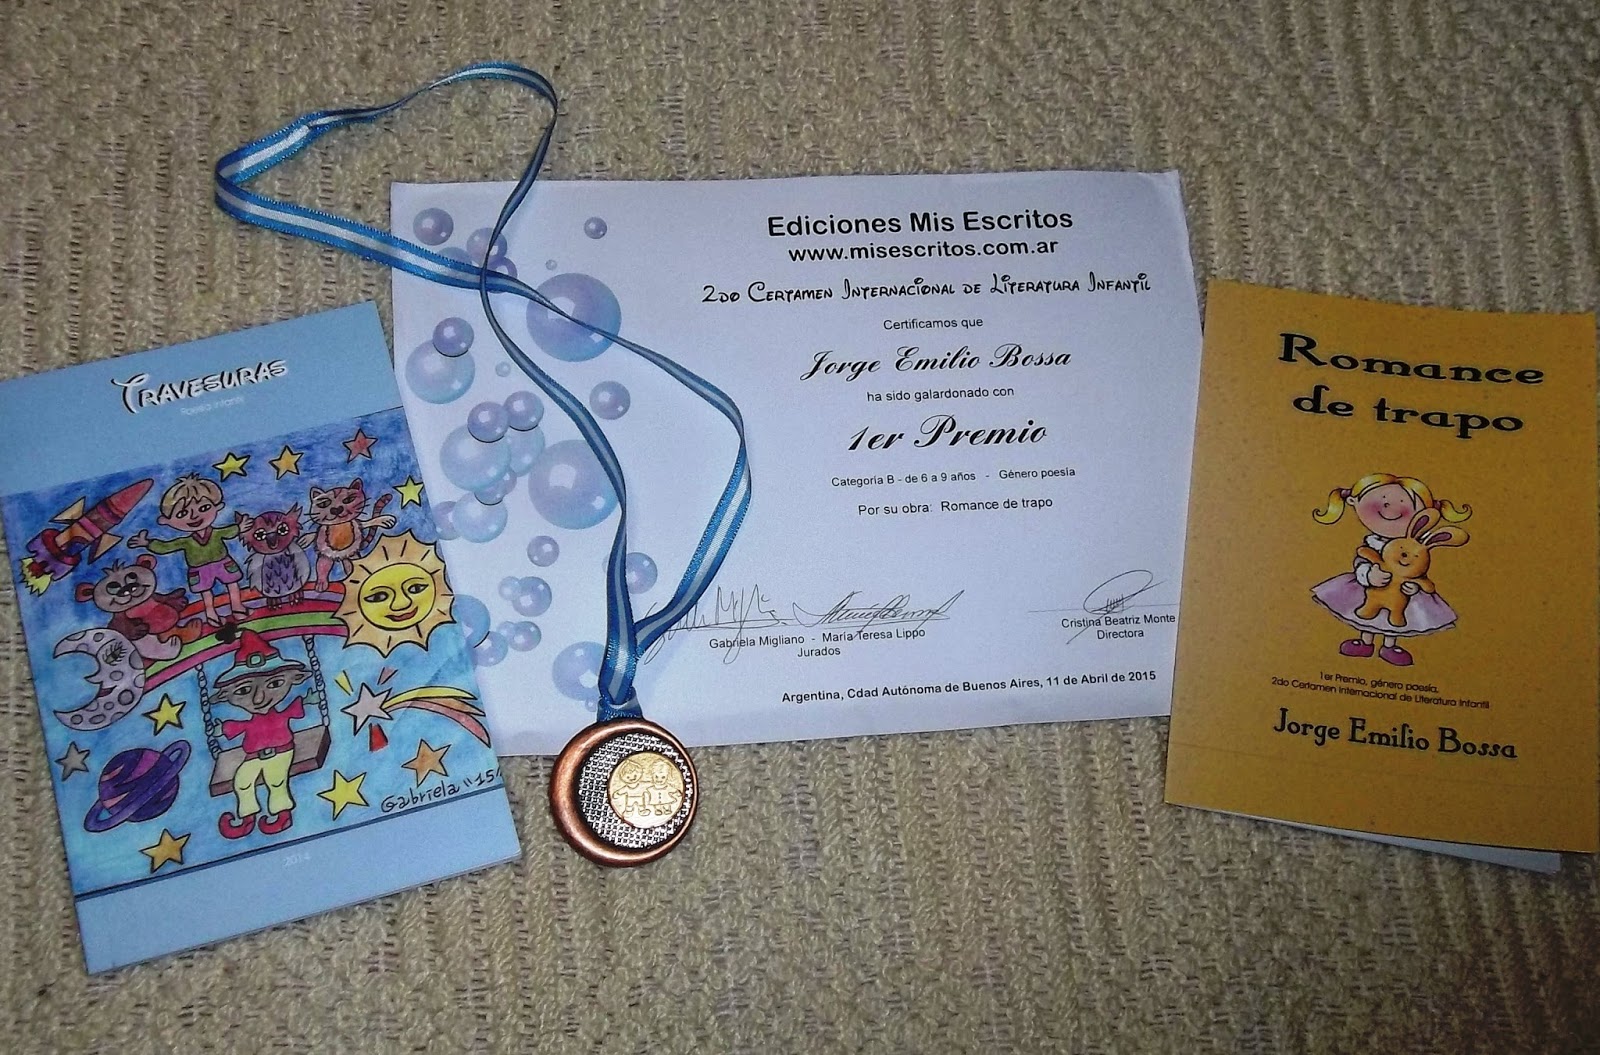 TRAVESURAS
Poesía infantil
Gabriela "15"
2014
Ediciones Mis Escritos
www.misescritos.com.ar
2do Certamen Internacional de Literatura Infantil
Certificamos que
Jorge Emilio Bossa
ha sido galardonado con
1er Premio
Categoría B - de 6 a 9 años - Género poesía
Por su obra: Romance de trapo
Gabriela Migliano - María Teresa Lippo
Jurados
Cristina Beatriz Monte
Directora
Argentina, Cdad Autónoma de Buenos Aires, 11 de Abril de 2015
Romance
de trapo
1er Premio, género poesía,
2do Certamen Internacional de Literatura Infantil
Jorge Emilio Bossa